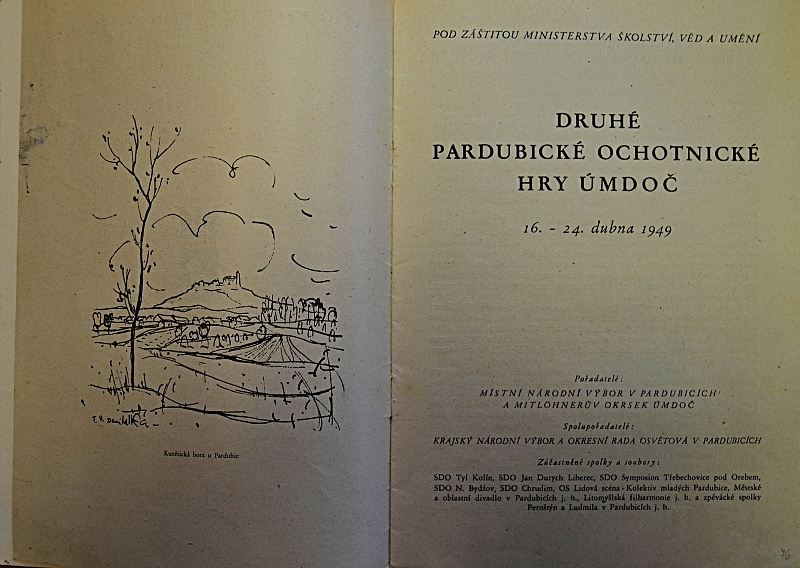 Kunětická hora u Pardubic
POD ZÁŠTITOU MINISTERSTVA ŠKOLSTVÍ, VĚD A UMĚNÍ
DRUHÉ
PARDUBICKÉ OCHOTNICKÉ
HRY ÚMDOČ
16. - 24. dubna 1949
Pořadatelé:
MÍSTNÍ NÁRODNÍ VÝBOR V PARDUBICÍCH
A MITLÖHNERŮV OKRSEK ÚMDOČ
Spolupořadatelé:
KRAJSKÝ NÁRODNÍ VÝBOR A OKRESNÍ RADA OSVĚTOVÁ V PARDUBICÍCH
Zúčastněné spolky a soubory:
SDO Tyl Kolín, SDO Jan Durych Liberec, SDO Symposion Třebechovice pod Orebem,
SDO N. Bydžov, SDO Chrudim, OS Lidová scéna - Kolektiv mladých Pardubice, Městské
a oblastní divadlo v Pardubicích j. h., Litomyšlská filharmonie j. h. a zpěvácké spolky
Pernštýn a Ludmila v Pardubicích j. h.
76